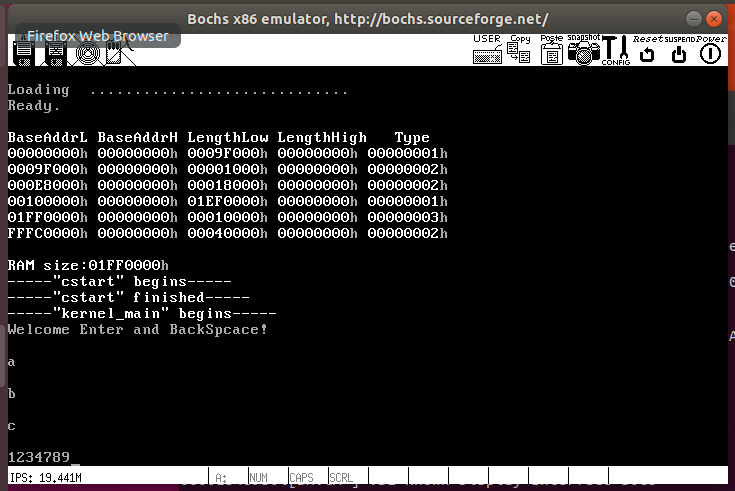 Bochs x86 emulator, http://bochs.sourceforge.net/
Firefox Web Browser
USER Copy Paste snapshot Reset SUSPEND Power
CONFIG
Loading .............................
Ready.
BaseAddrL BaseAddrH LengthLow LengthHigh Type
00000000h 00000000h 0009F000h 00000000h 00000001h
0009F000h 00000000h 00001000h 00000000h 00000002h
000E8000h 00000000h 00018000h 00000000h 00000002h
00100000h 00000000h 01EF0000h 00000000h 00000001h
01FF0000h 00000000h 00010000h 00000000h 00000003h
FFFC0000h 00000000h 00040000h 00000000h 00000002h
RAM size:01FF0000h
-----"cstart" begins-----
-----"cstart" finished-----
-----"kernel_main" begins-----
Welcome Enter and BackSpcace!
a
b
c
1234789_
IPS: 19.441M A: NUM CAPS SCRL